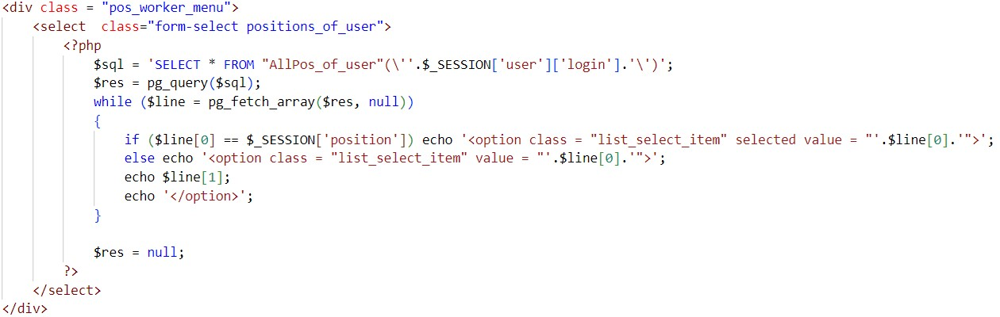 <div class = "pos_worker_menu">
<select  class="form-select positions_of_user">
<?php
$sql = 'SELECT * FROM "AllPos_of_user"(\''.$_SESSION['user']['login'].'\')';
$res = pg_query($sql);
while ($line = pg_fetch_array($res, null))
{
if ($line[0] == $_SESSION['position']) echo '<option class = "list_select_item" selected value = "'.$line[0].'">';
else echo '<option class = "list_select_item" value = "'.$line[0].'">';
echo $line[1];
echo '</option>';
}
$res = null;
?>
</select>
</div>